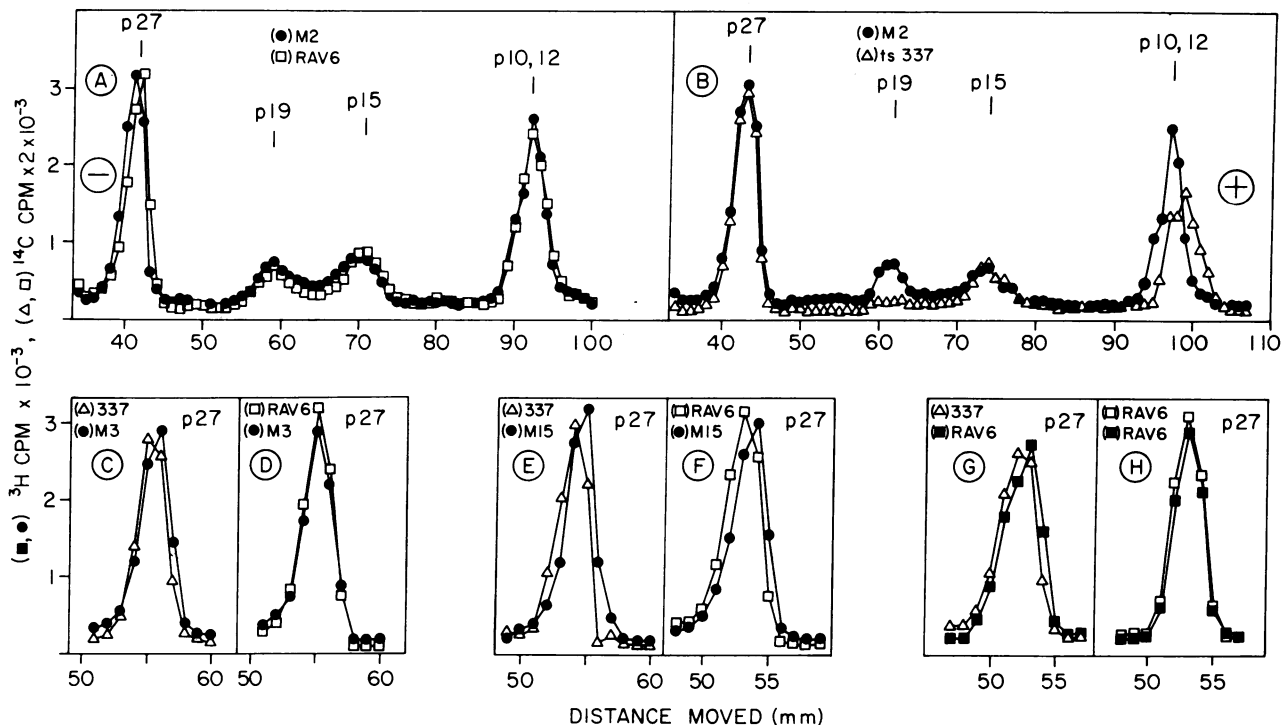 p27
(●)M2
(□)RAV6
p10, 12
p19
p15
A
−
p27
(●)M2
(△)ts 337
p10, 12
p19
p15
B
+
3
2
1
40 50 60 70 80 90 100
40 50 60 70 80 90 100 110
(■, ●) ³H CPM x 10⁻³, (△, □) ¹⁴C CPM x 2 x 10⁻³
(△)337
(●)M3
p27
C
(□)RAV6
(●)M3
p27
D
(△)337
(●)M15
p27
E
(□)RAV6
(●)M15
p27
F
(△)337
(■)RAV6
p27
G
(□)RAV6
(■)RAV6
p27
H
3
2
1
50 60 50 60
50 60 50 55
50 55 50 55
DISTANCE MOVED (mm)